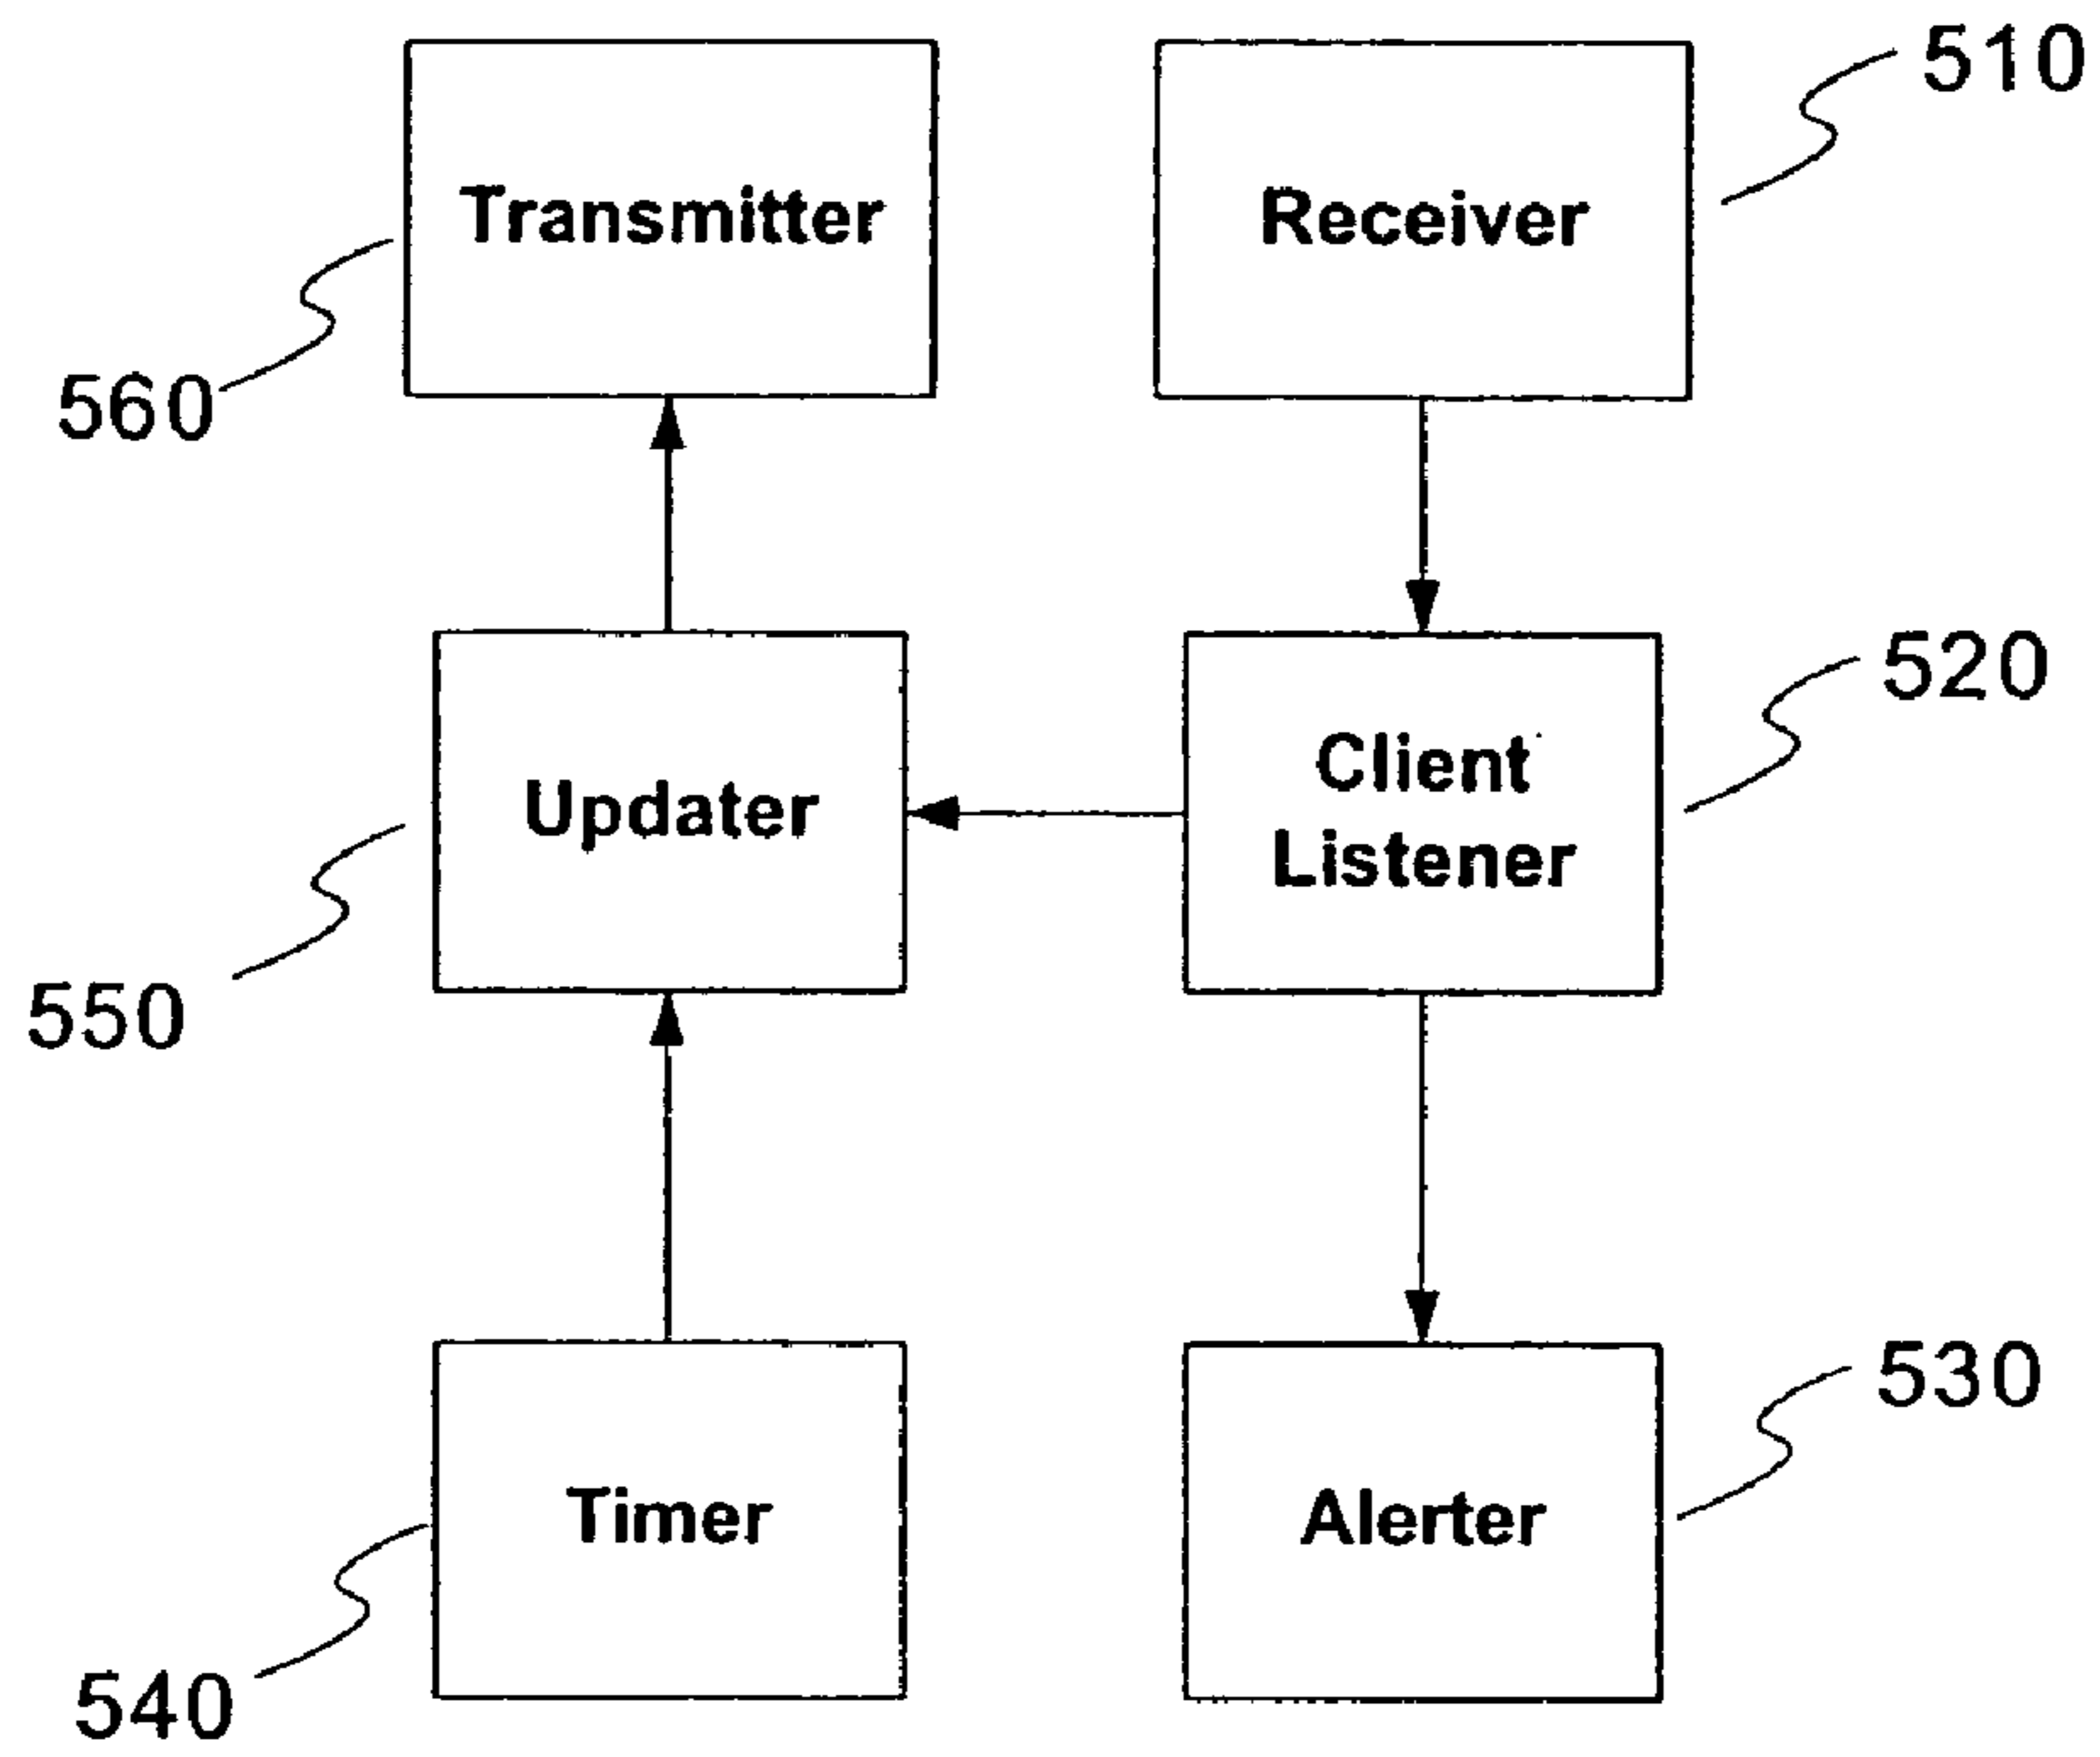 510
Transmitter
Receiver
560
520
Client
Listener
Updater
550
530
Timer
Alerter
540